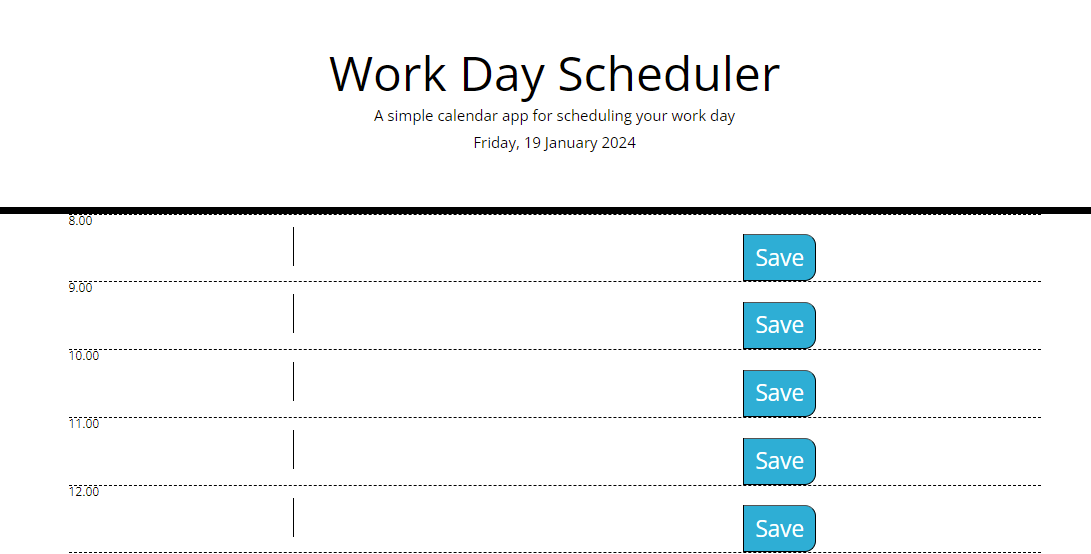 Work Day Scheduler
A simple calendar app for scheduling your work day
Friday, 19 January 2024
8.00
Save
9.00
Save
10.00
Save
11.00
Save
12.00
Save